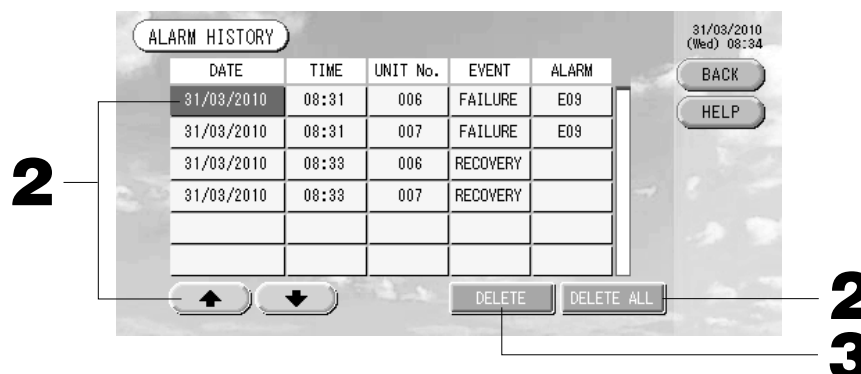 ALARM HISTORY
31/03/2010
(Wed) 08:34
DATE TIME UNIT No. EVENT ALARM
BACK
31/03/2010 08:31 006 FAILURE E09
HELP
31/03/2010 08:31 007 FAILURE E09
31/03/2010 08:33 006 RECOVERY
2
31/03/2010 08:33 007 RECOVERY
DELETE DELETE ALL
2
3